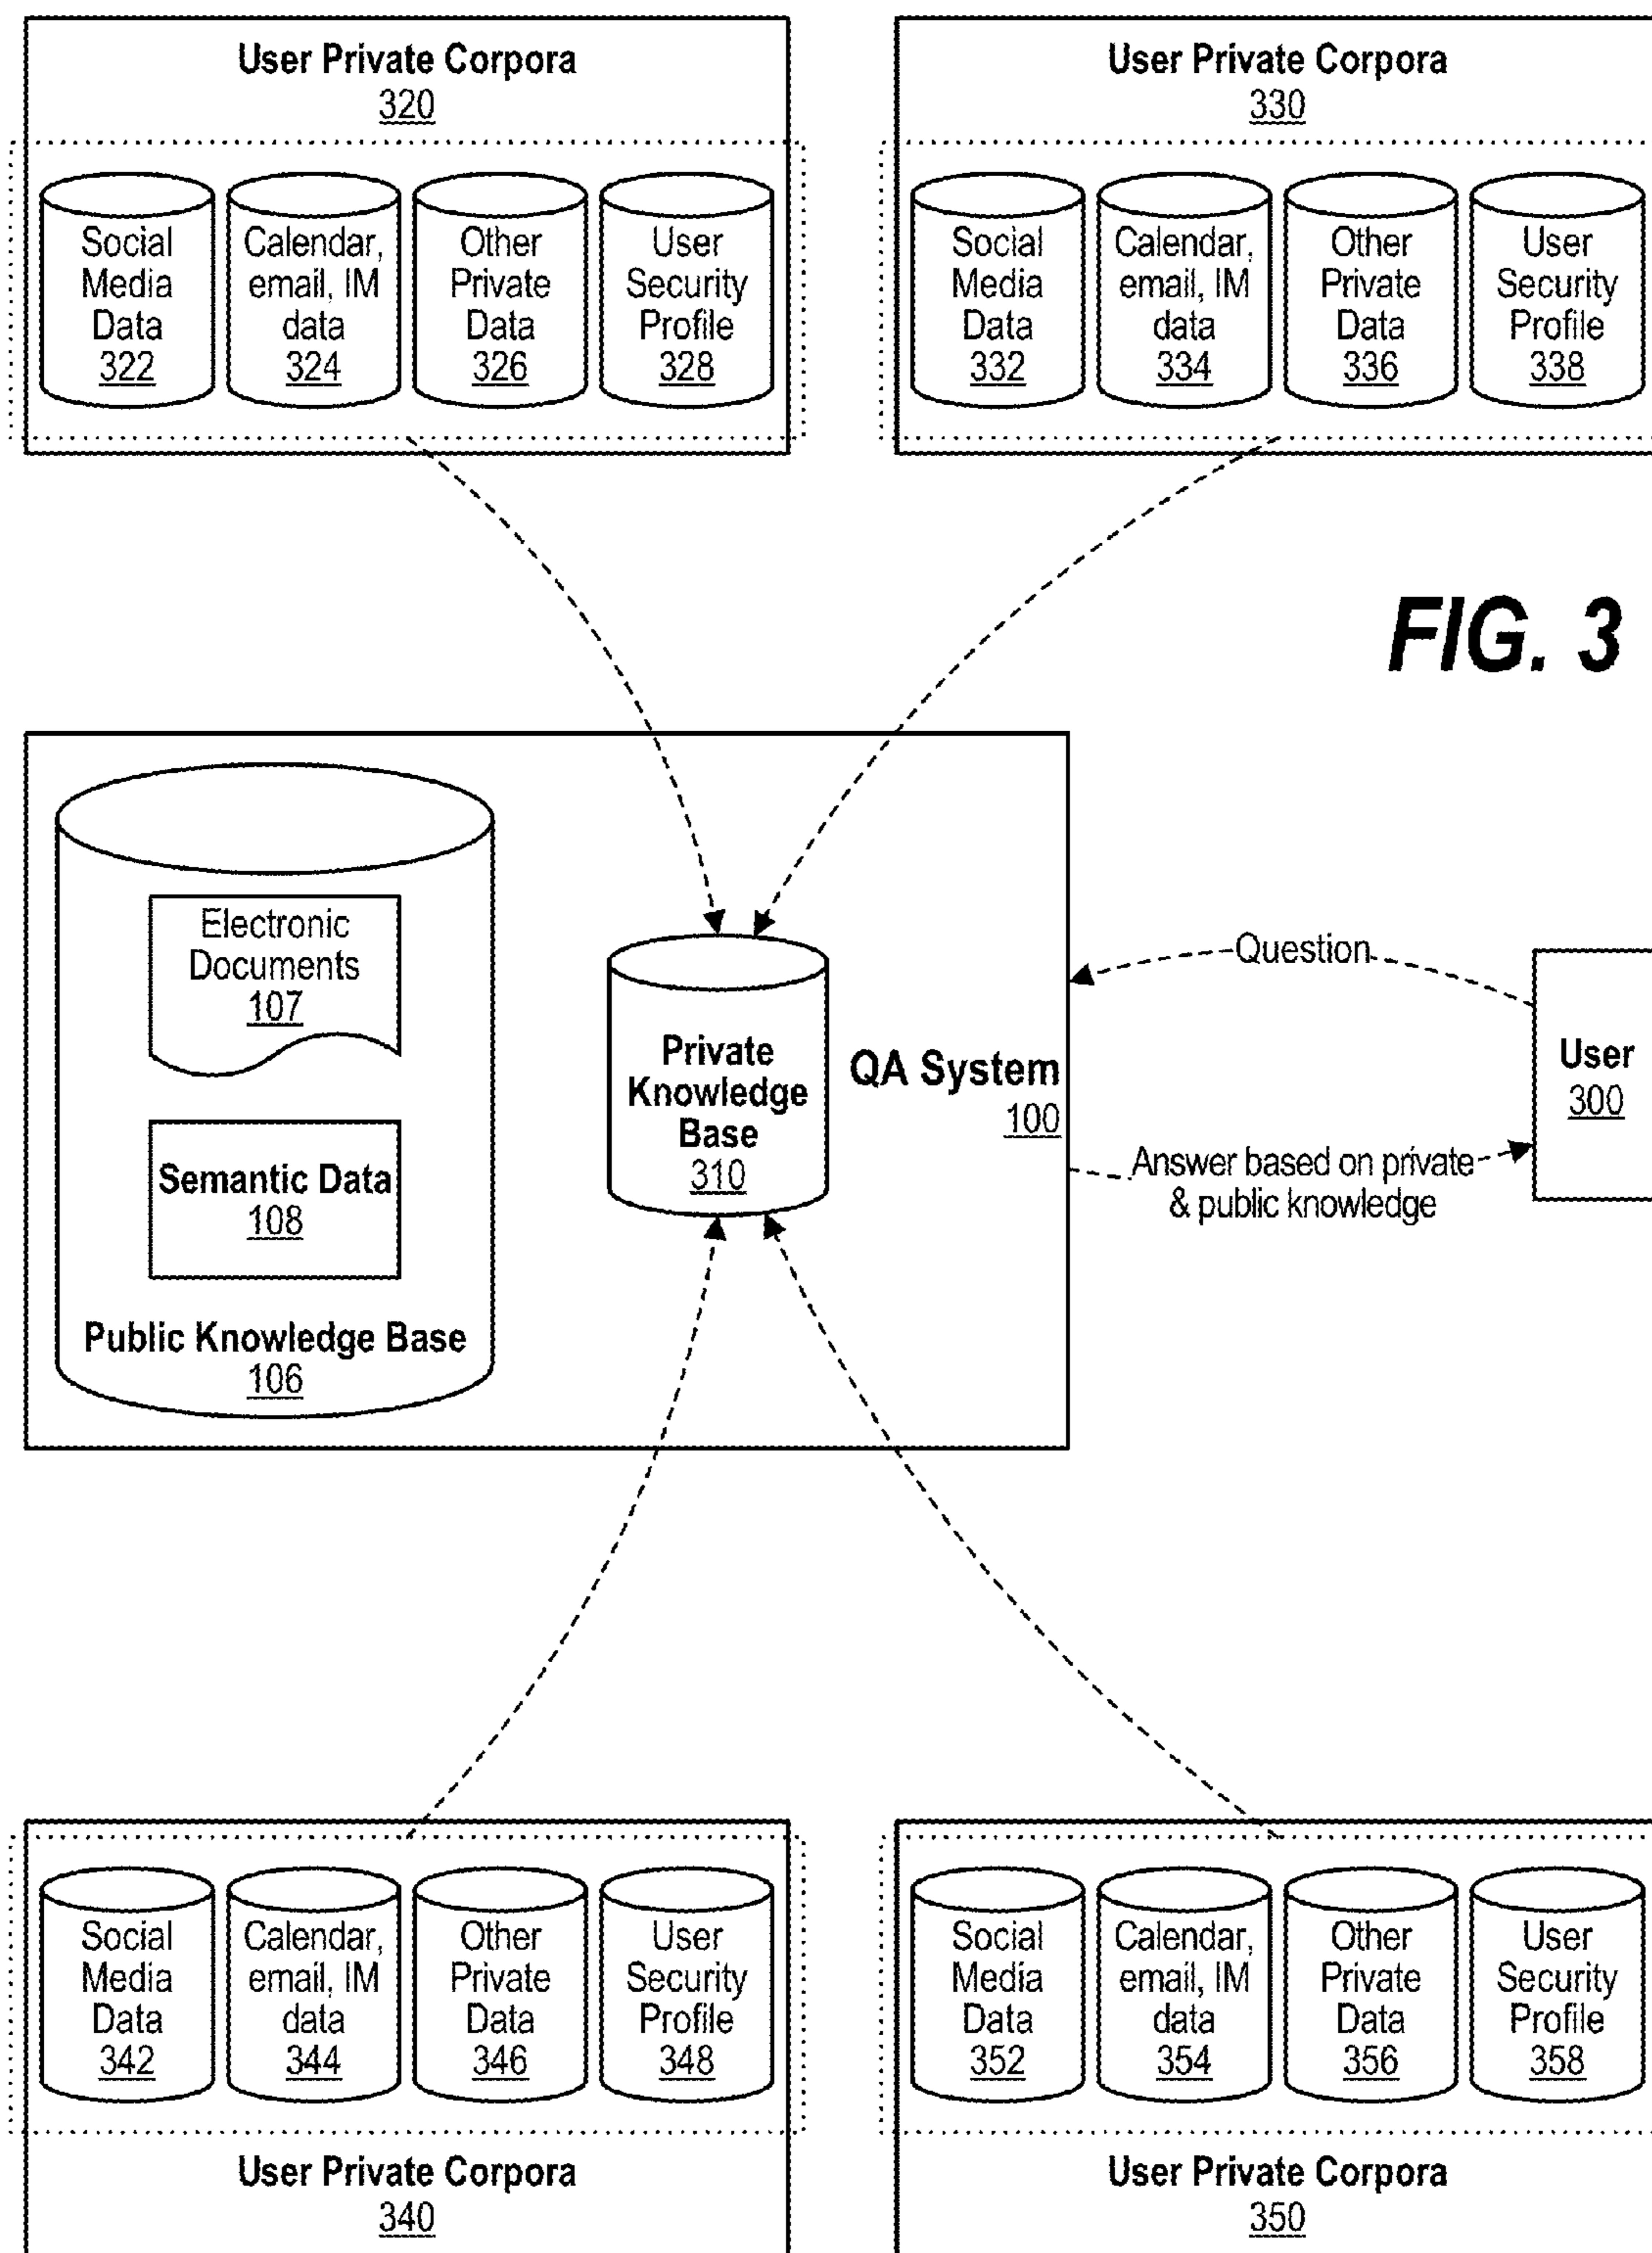 User Private Corpora
320
Social
Media
Data
322
Calendar,
email, IM
data
324
Other
Private
Data
326
User
Security
Profile
328
User Private Corpora
330
Social
Media
Data
332
Calendar,
email, IM
data
334
Other
Private
Data
336
User
Security
Profile
338
FIG. 3
Electronic
Documents
107
Semantic Data
108
Public Knowledge Base
106
Private
Knowledge
Base
310
QA System
100
Question
Answer based on private
& public knowledge
User
300
Social
Media
Data
342
Calendar,
email, IM
data
344
Other
Private
Data
346
User
Security
Profile
348
User Private Corpora
340
Social
Media
Data
352
Calendar,
email, IM
data
354
Other
Private
Data
356
User
Security
Profile
358
User Private Corpora
350